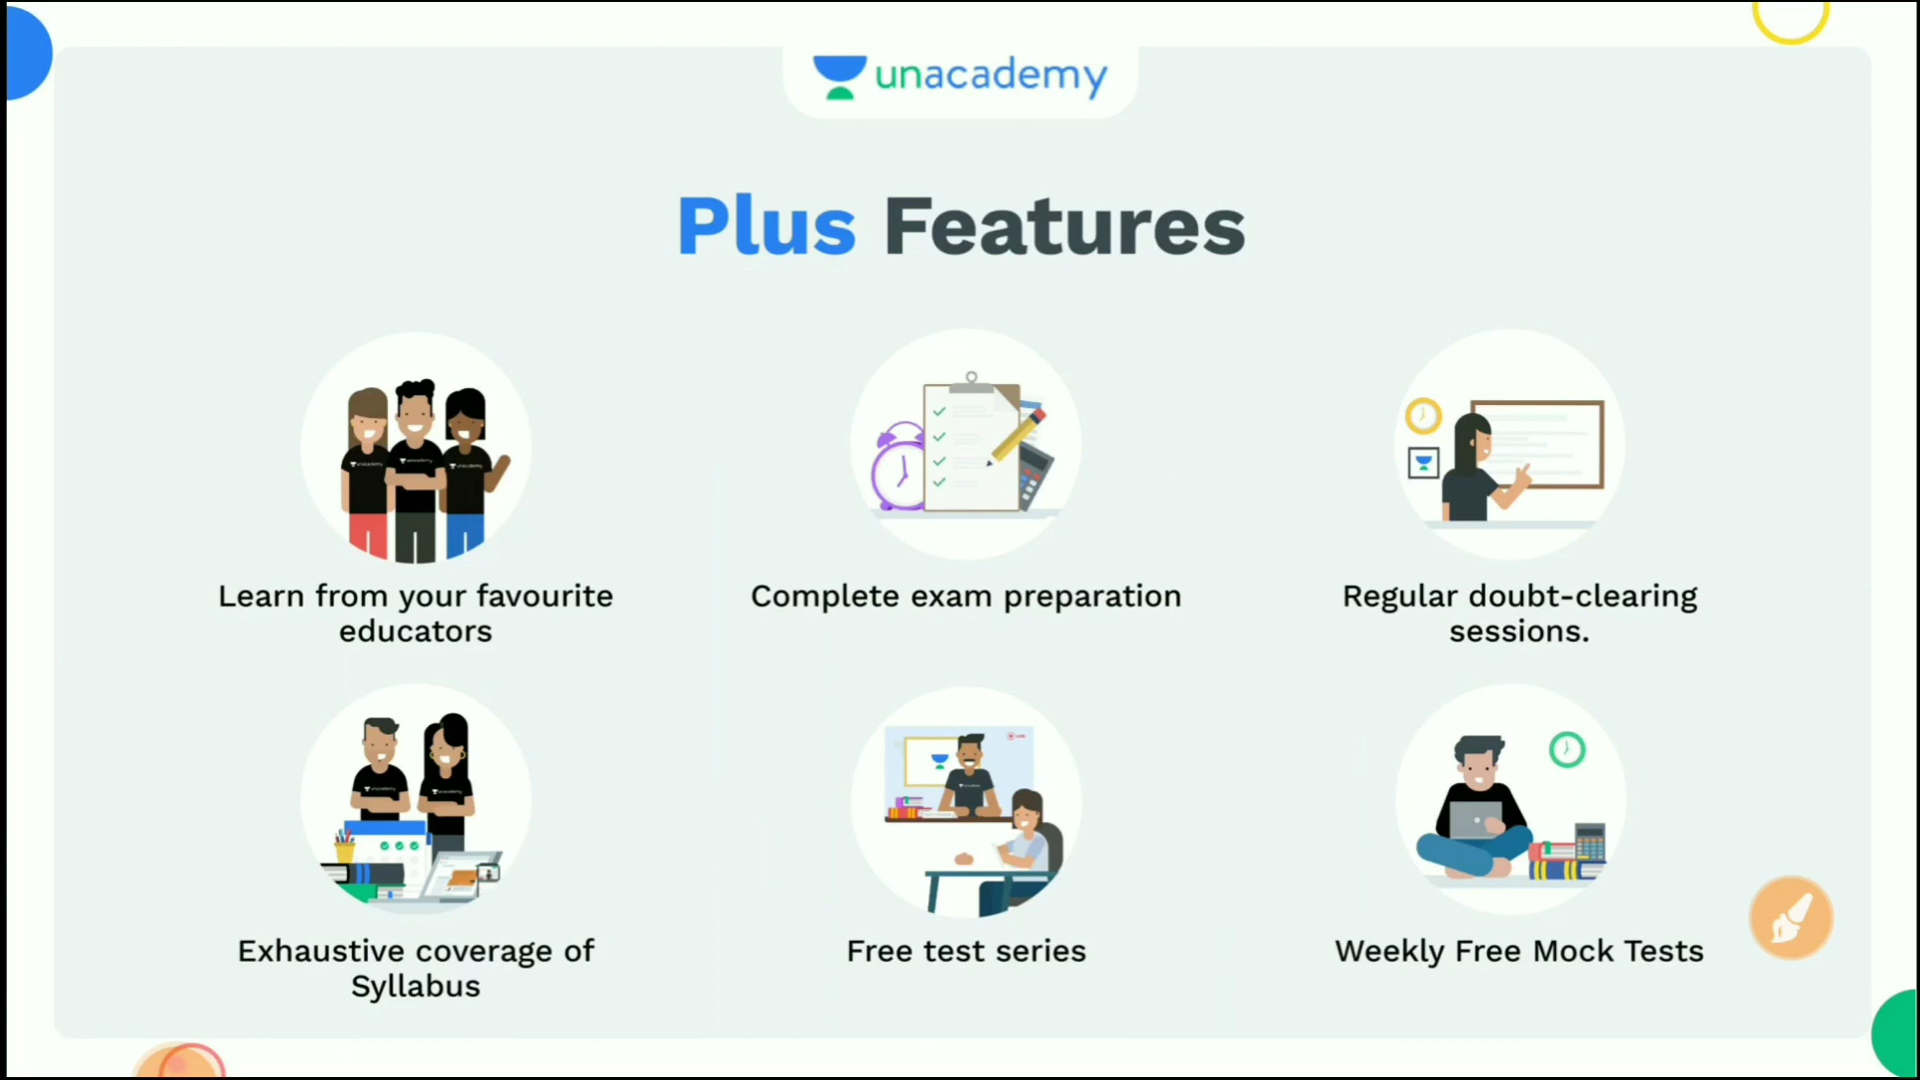 unacademy
Plus Features
Learn from your favourite
educators
Complete exam preparation
Regular doubt-clearing
sessions.
Exhaustive coverage of
Syllabus
Free test series
Weekly Free Mock Tests